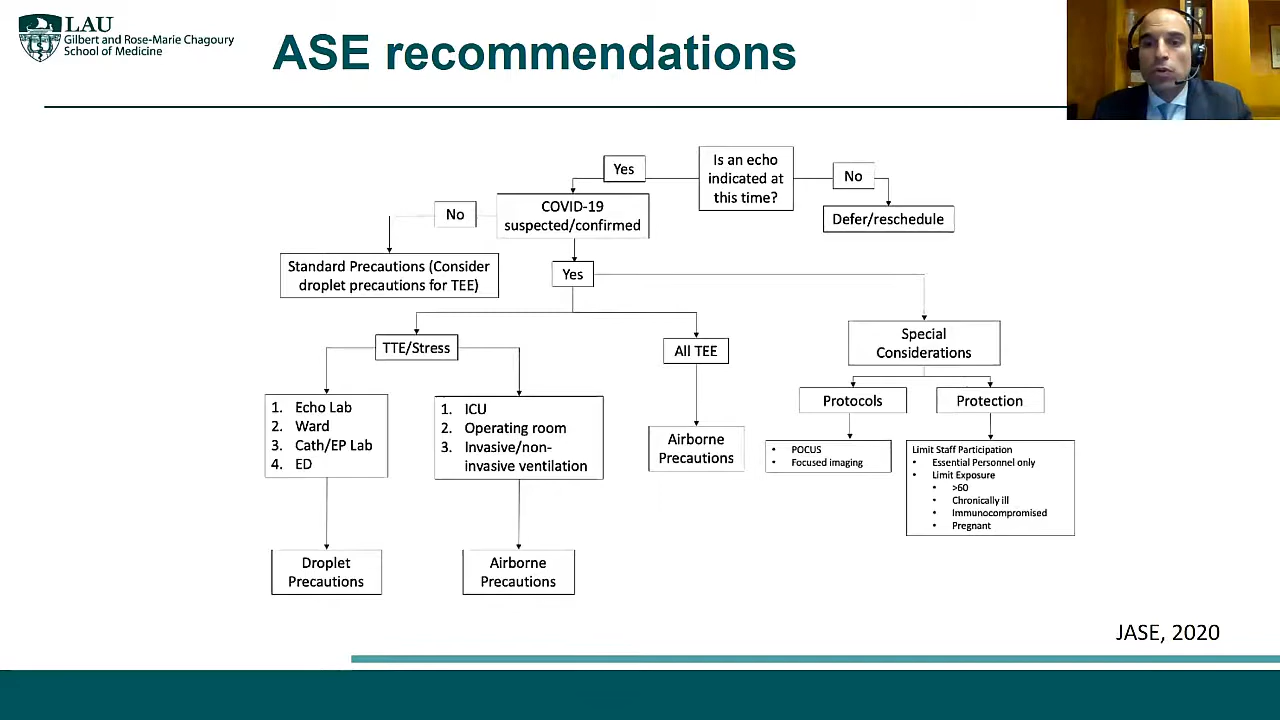 LAU
Gilbert and Rose-Marie Chagoury
School of Medicine
ASE recommendations
Is an echo
indicated at
this time?
Yes
No
COVID-19
suspected/confirmed
Defer/reschedule
No
Standard Precautions (Consider
droplet precautions for TEE)
Yes
TTE/Stress
All TEE
Special
Considerations
1. Echo Lab
2. Ward
3. Cath/EP Lab
4. ED
1. ICU
2. Operating room
3. Invasive/non-
invasive ventilation
Airborne
Precautions
Protocols
Protection
• POCUS
• Focused imaging
Limit Staff Participation
• Essential Personnel only
• Limit Exposure
• >60
• Chronically ill
• Immunocompromised
• Pregnant
Droplet
Precautions
Airborne
Precautions
JASE, 2020